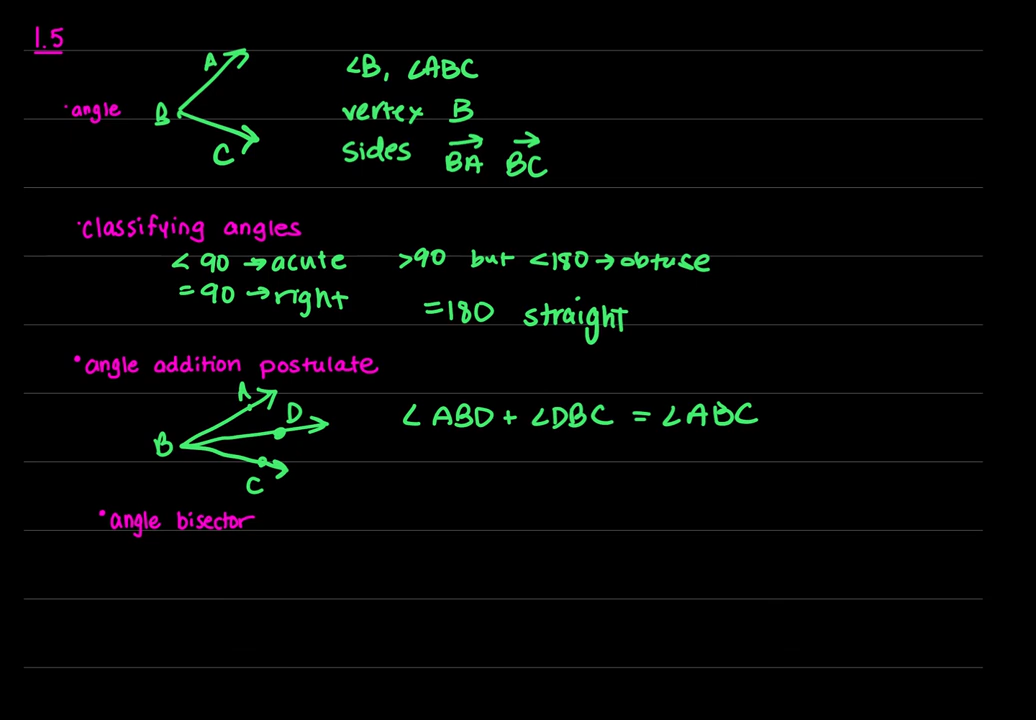 1.5
A
∠B, ∠ABC
·angle B
vertex B
C
sides BA BC
·classifying angles
< 90 → acute >90 but <180 → obtuse
= 90 → right
=180 straight
·angle addition postulate
A
D
∠ABD + ∠DBC = ∠ABC
B
C
·angle bisector